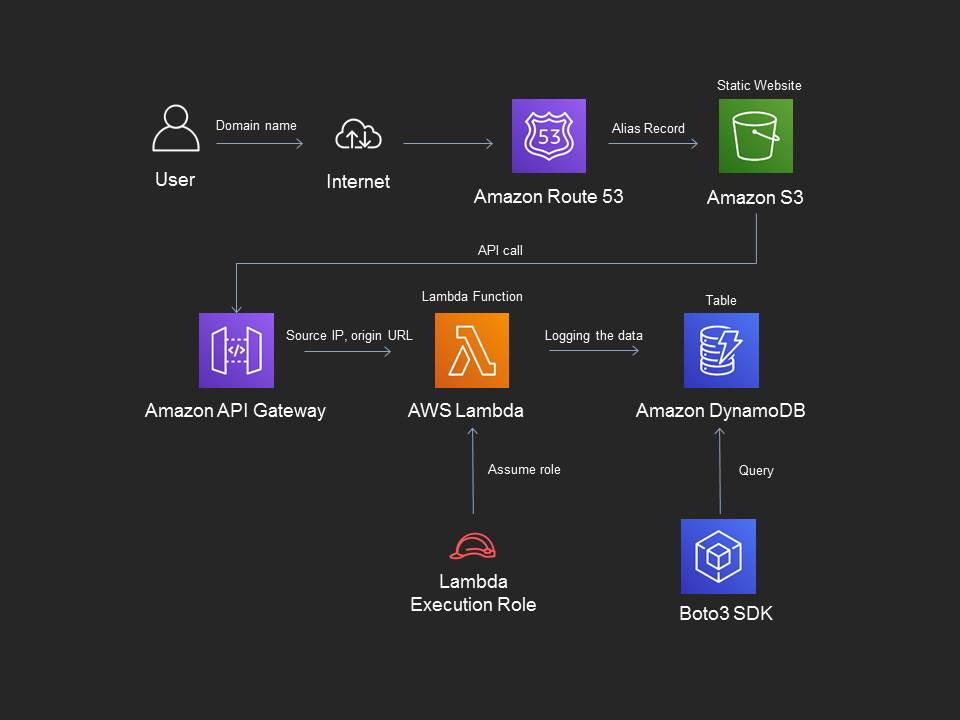 Static Website
Domain name
53
Alias Record
User
Internet
Amazon Route 53
Amazon S3
API call
Lambda Function
Table
Source IP, origin URL
</>
Logging the data
Amazon API Gateway
AWS Lambda
Amazon DynamoDB
Assume role
Query
Lambda
Execution Role
Boto3 SDK